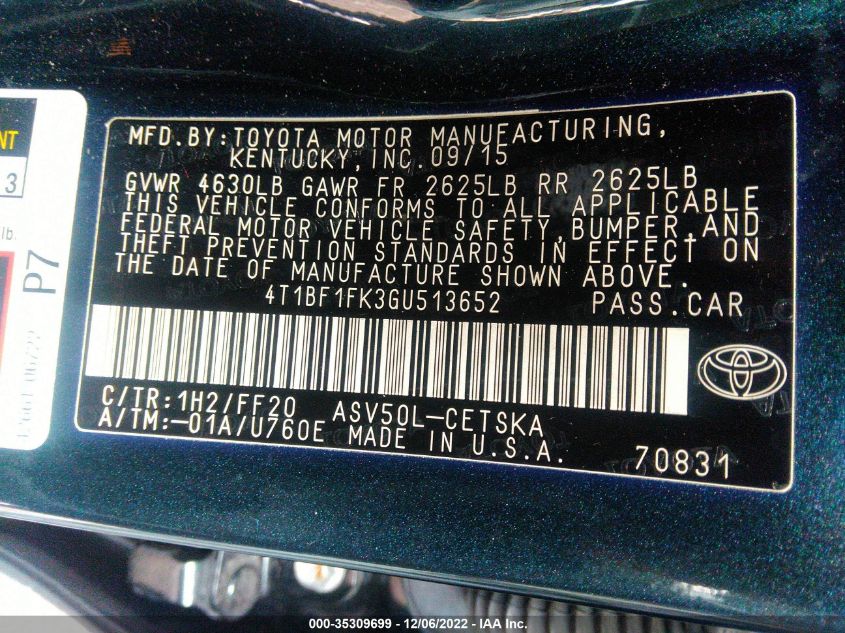 MFD.BY:TOYOTA MOTOR MANUFACTURING,
KENTUCKY,INC.09/15
GVWR 4630LB GAWR FR 2625LB RR 2625LB
THIS VEHICLE CONFORMS TO ALL APPLICABLE
FEDERAL MOTOR VEHICLE SAFETY,BUMPER,AND
THEFT PREVENTION STANDARDS IN EFFECT ON
THE DATE OF MANUFACTURE SHOWN ABOVE.
4T1BF1FK3GU513652 PASS.CAR
C/TR:1H2/FF20 ASV50L-CETSKA
A/TM:-01A/U760E MADE IN U.S.A.
70831
3
lb.
P7
000-35309699 - 12/06/2022 - IAA Inc.